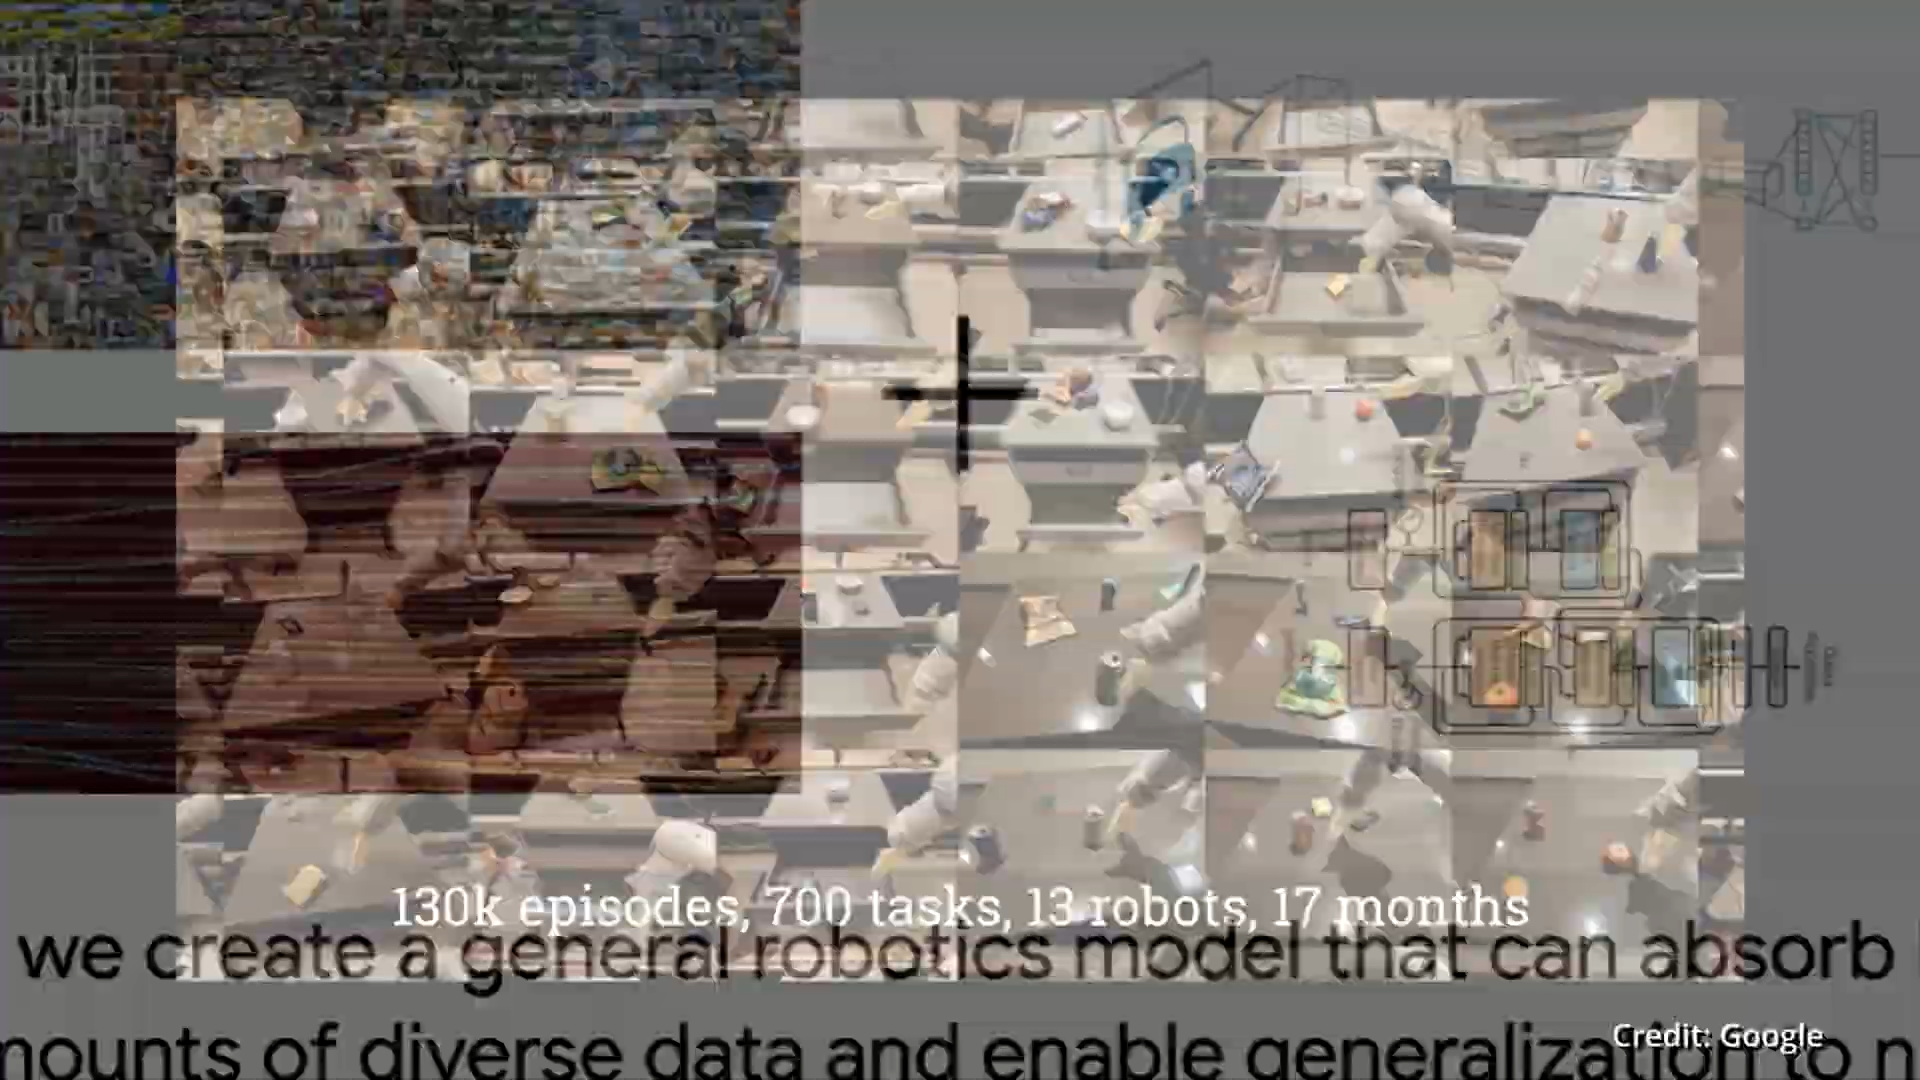 130k episodes, 700 tasks, 13 robots, 17 months
we create a general robotics model that can absorb
of diverse data and enable generalization to
Credit: Google